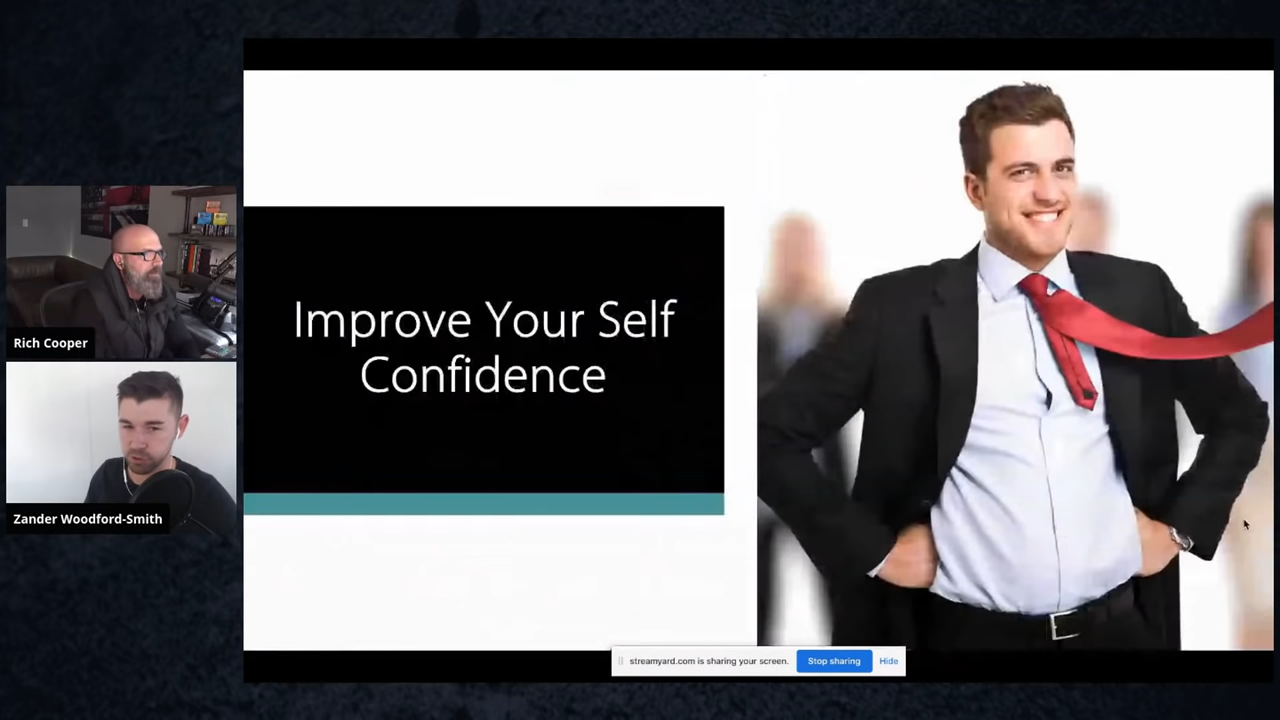 Rich Cooper
Zander Woodford-Smith
Improve Your Self
Confidence
streamyard.com is sharing your screen.
Stop sharing
Hide